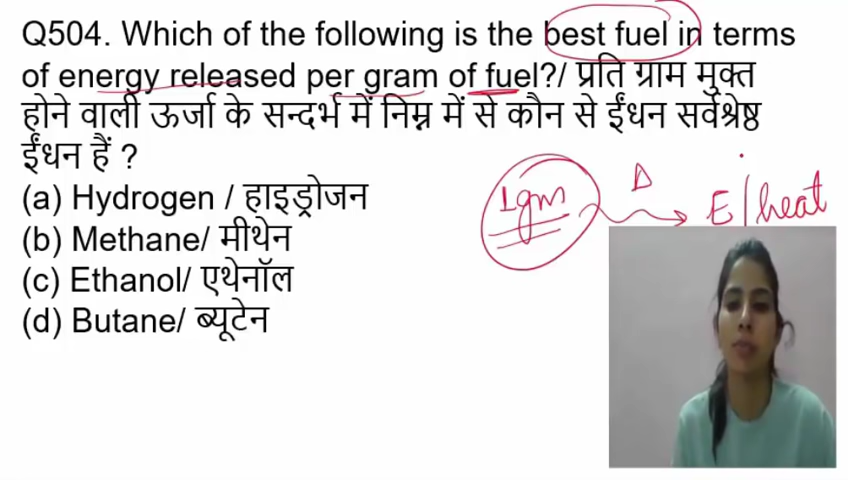 Q504. Which of the following is the best fuel in terms
of energy released per gram of fuel?/ प्रति ग्राम मुक्त
होने वाली ऊर्जा के सन्दर्भ में निम्न में से कौन से ईंधन सर्वश्रेष्ठ
ईंधन हैं ?
(a) Hydrogen / हाइड्रोजन
(b) Methane/ मीथेन
(c) Ethanol/ एथेनॉल
(d) Butane/ ब्यूटेन
1gm Δ E/heat